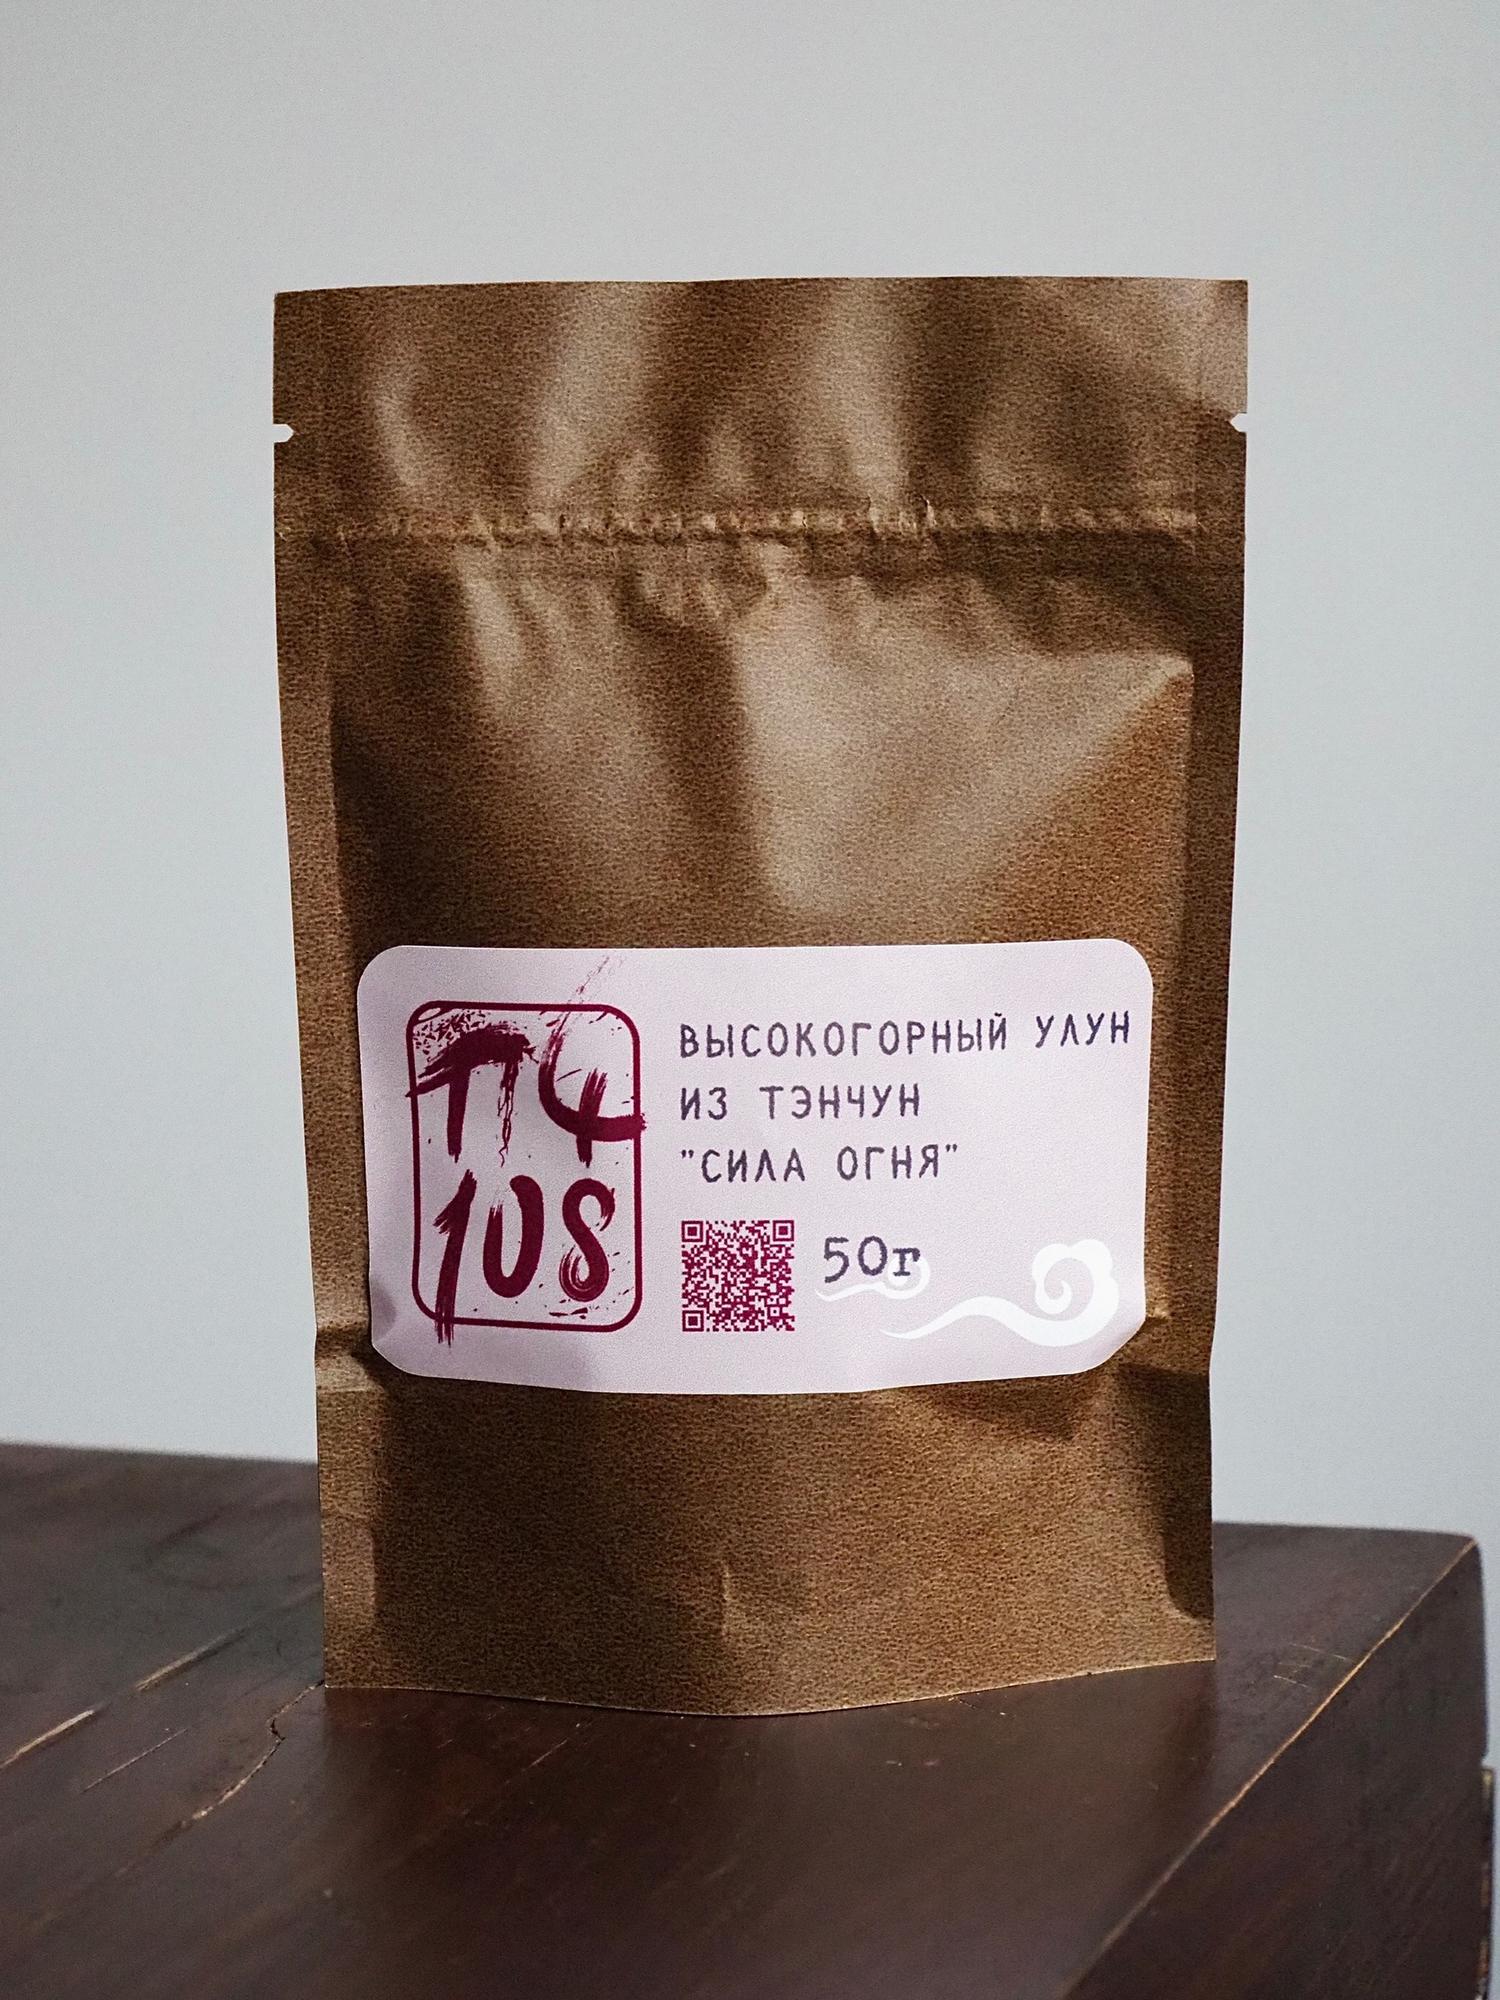 ТЧ
108
ВЫСОКОГОРНЫЙ УЛУН
ИЗ ТЭНЧУН
"СИЛА ОГНЯ"
50г